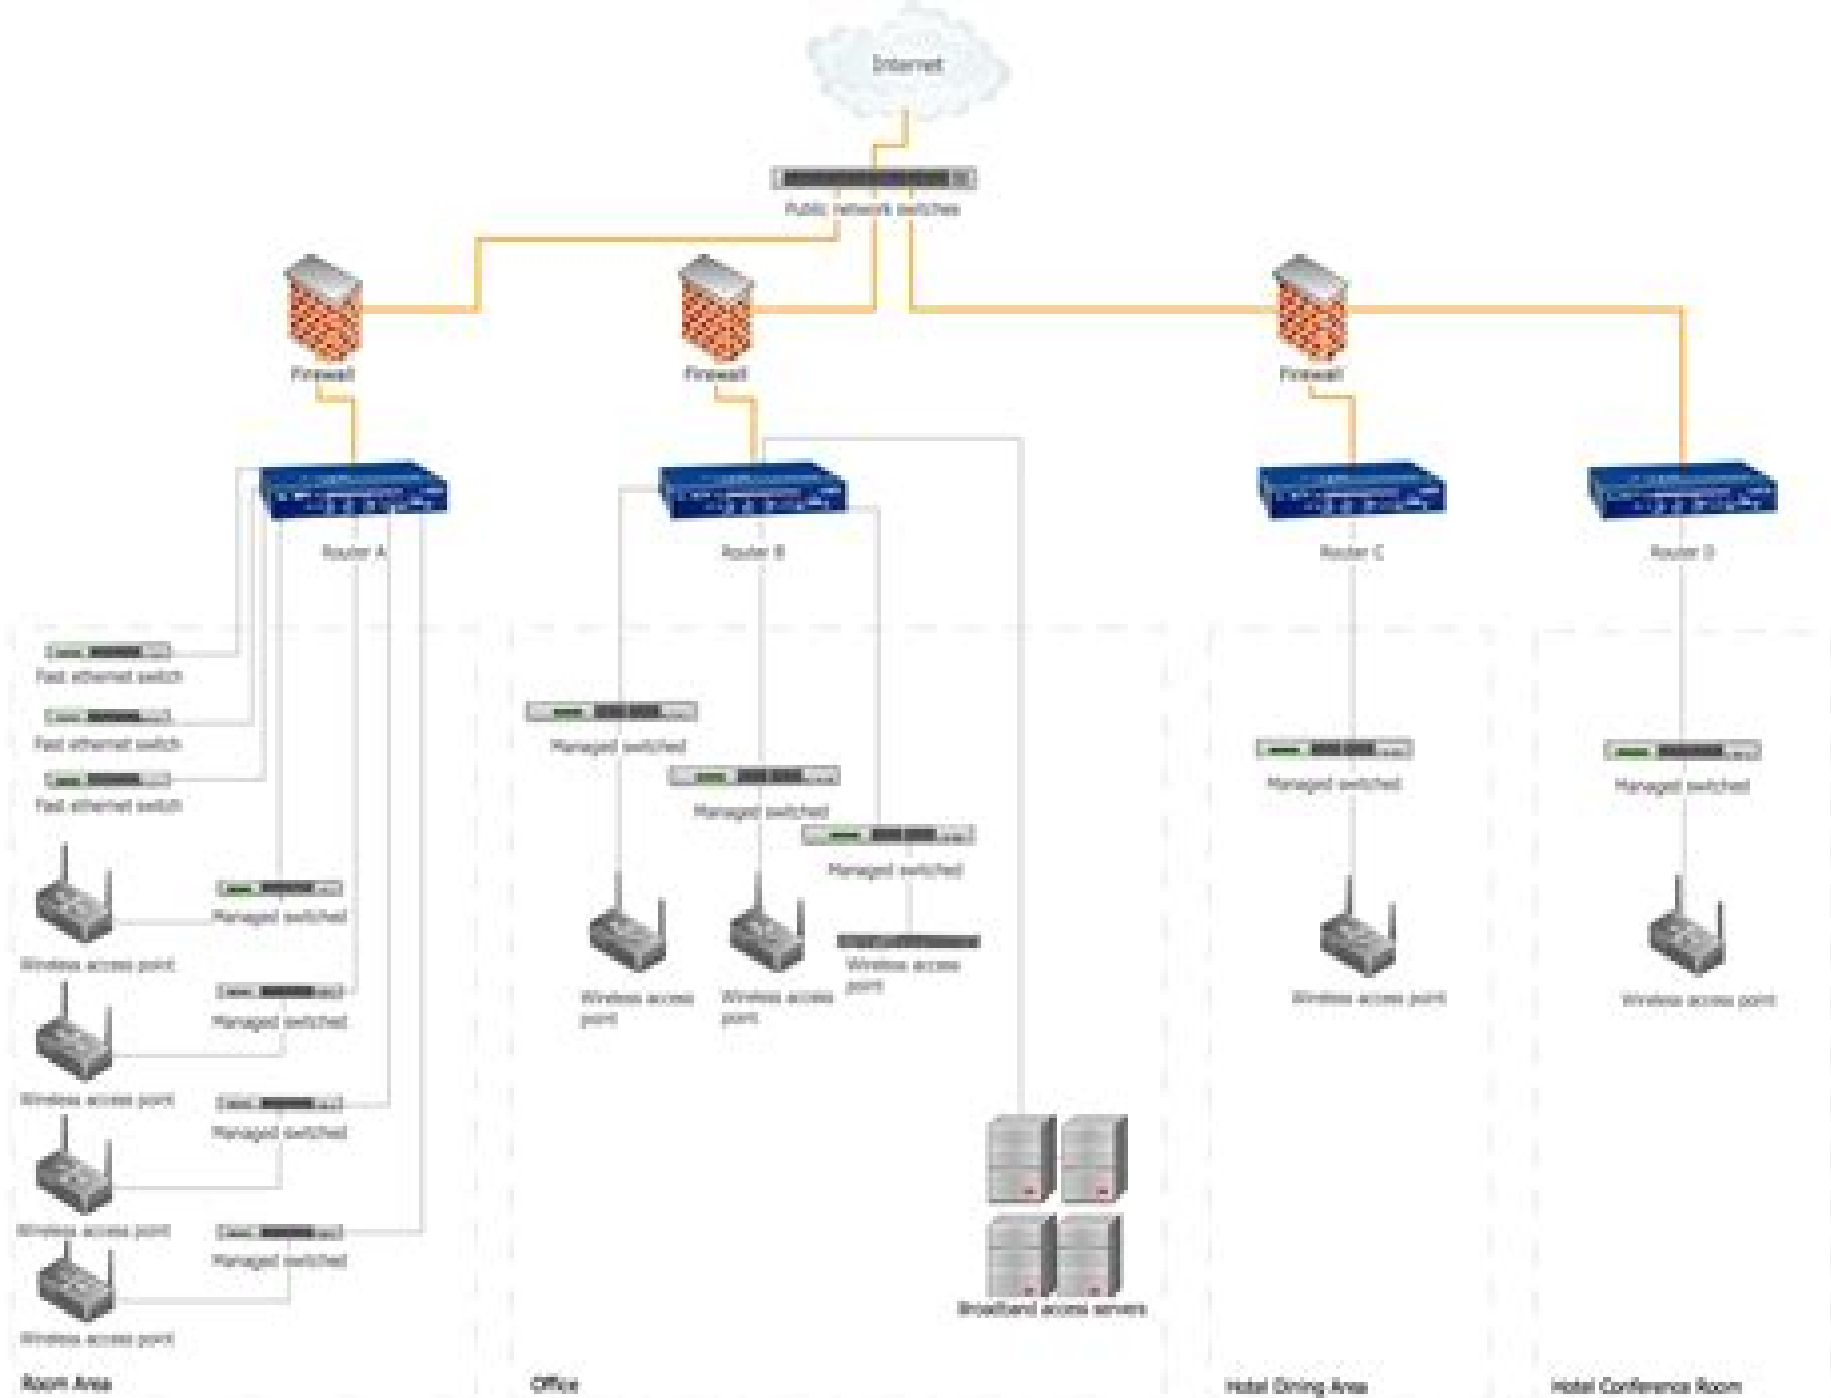 Internet
Public network switches
Firewall
Firewall
Firewall
Router A
Router B
Router C
Router D
Fast ethernet switch
Fast ethernet switch
Fast ethernet switch
Managed switched
Wireless access point
Managed switched
Wireless access point
Managed switched
Wireless access point
Managed switched
Wireless access point
Room Area
Managed switched
Managed switched
Managed switched
Wireless access
point
Wireless access
point
Wireless access
point
Broadband access servers
Office
Managed switched
Wireless access point
Hotel Dining Area
Managed switched
Wireless access point
Hotel Conference Room